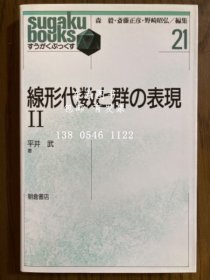 sugaku
books
すうがくぶっくす
森 毅・斎藤正彦・野崎昭弘／編集
21
線形代数と群の表現
II
138 0546 1122
平井 武
著
朝倉書店